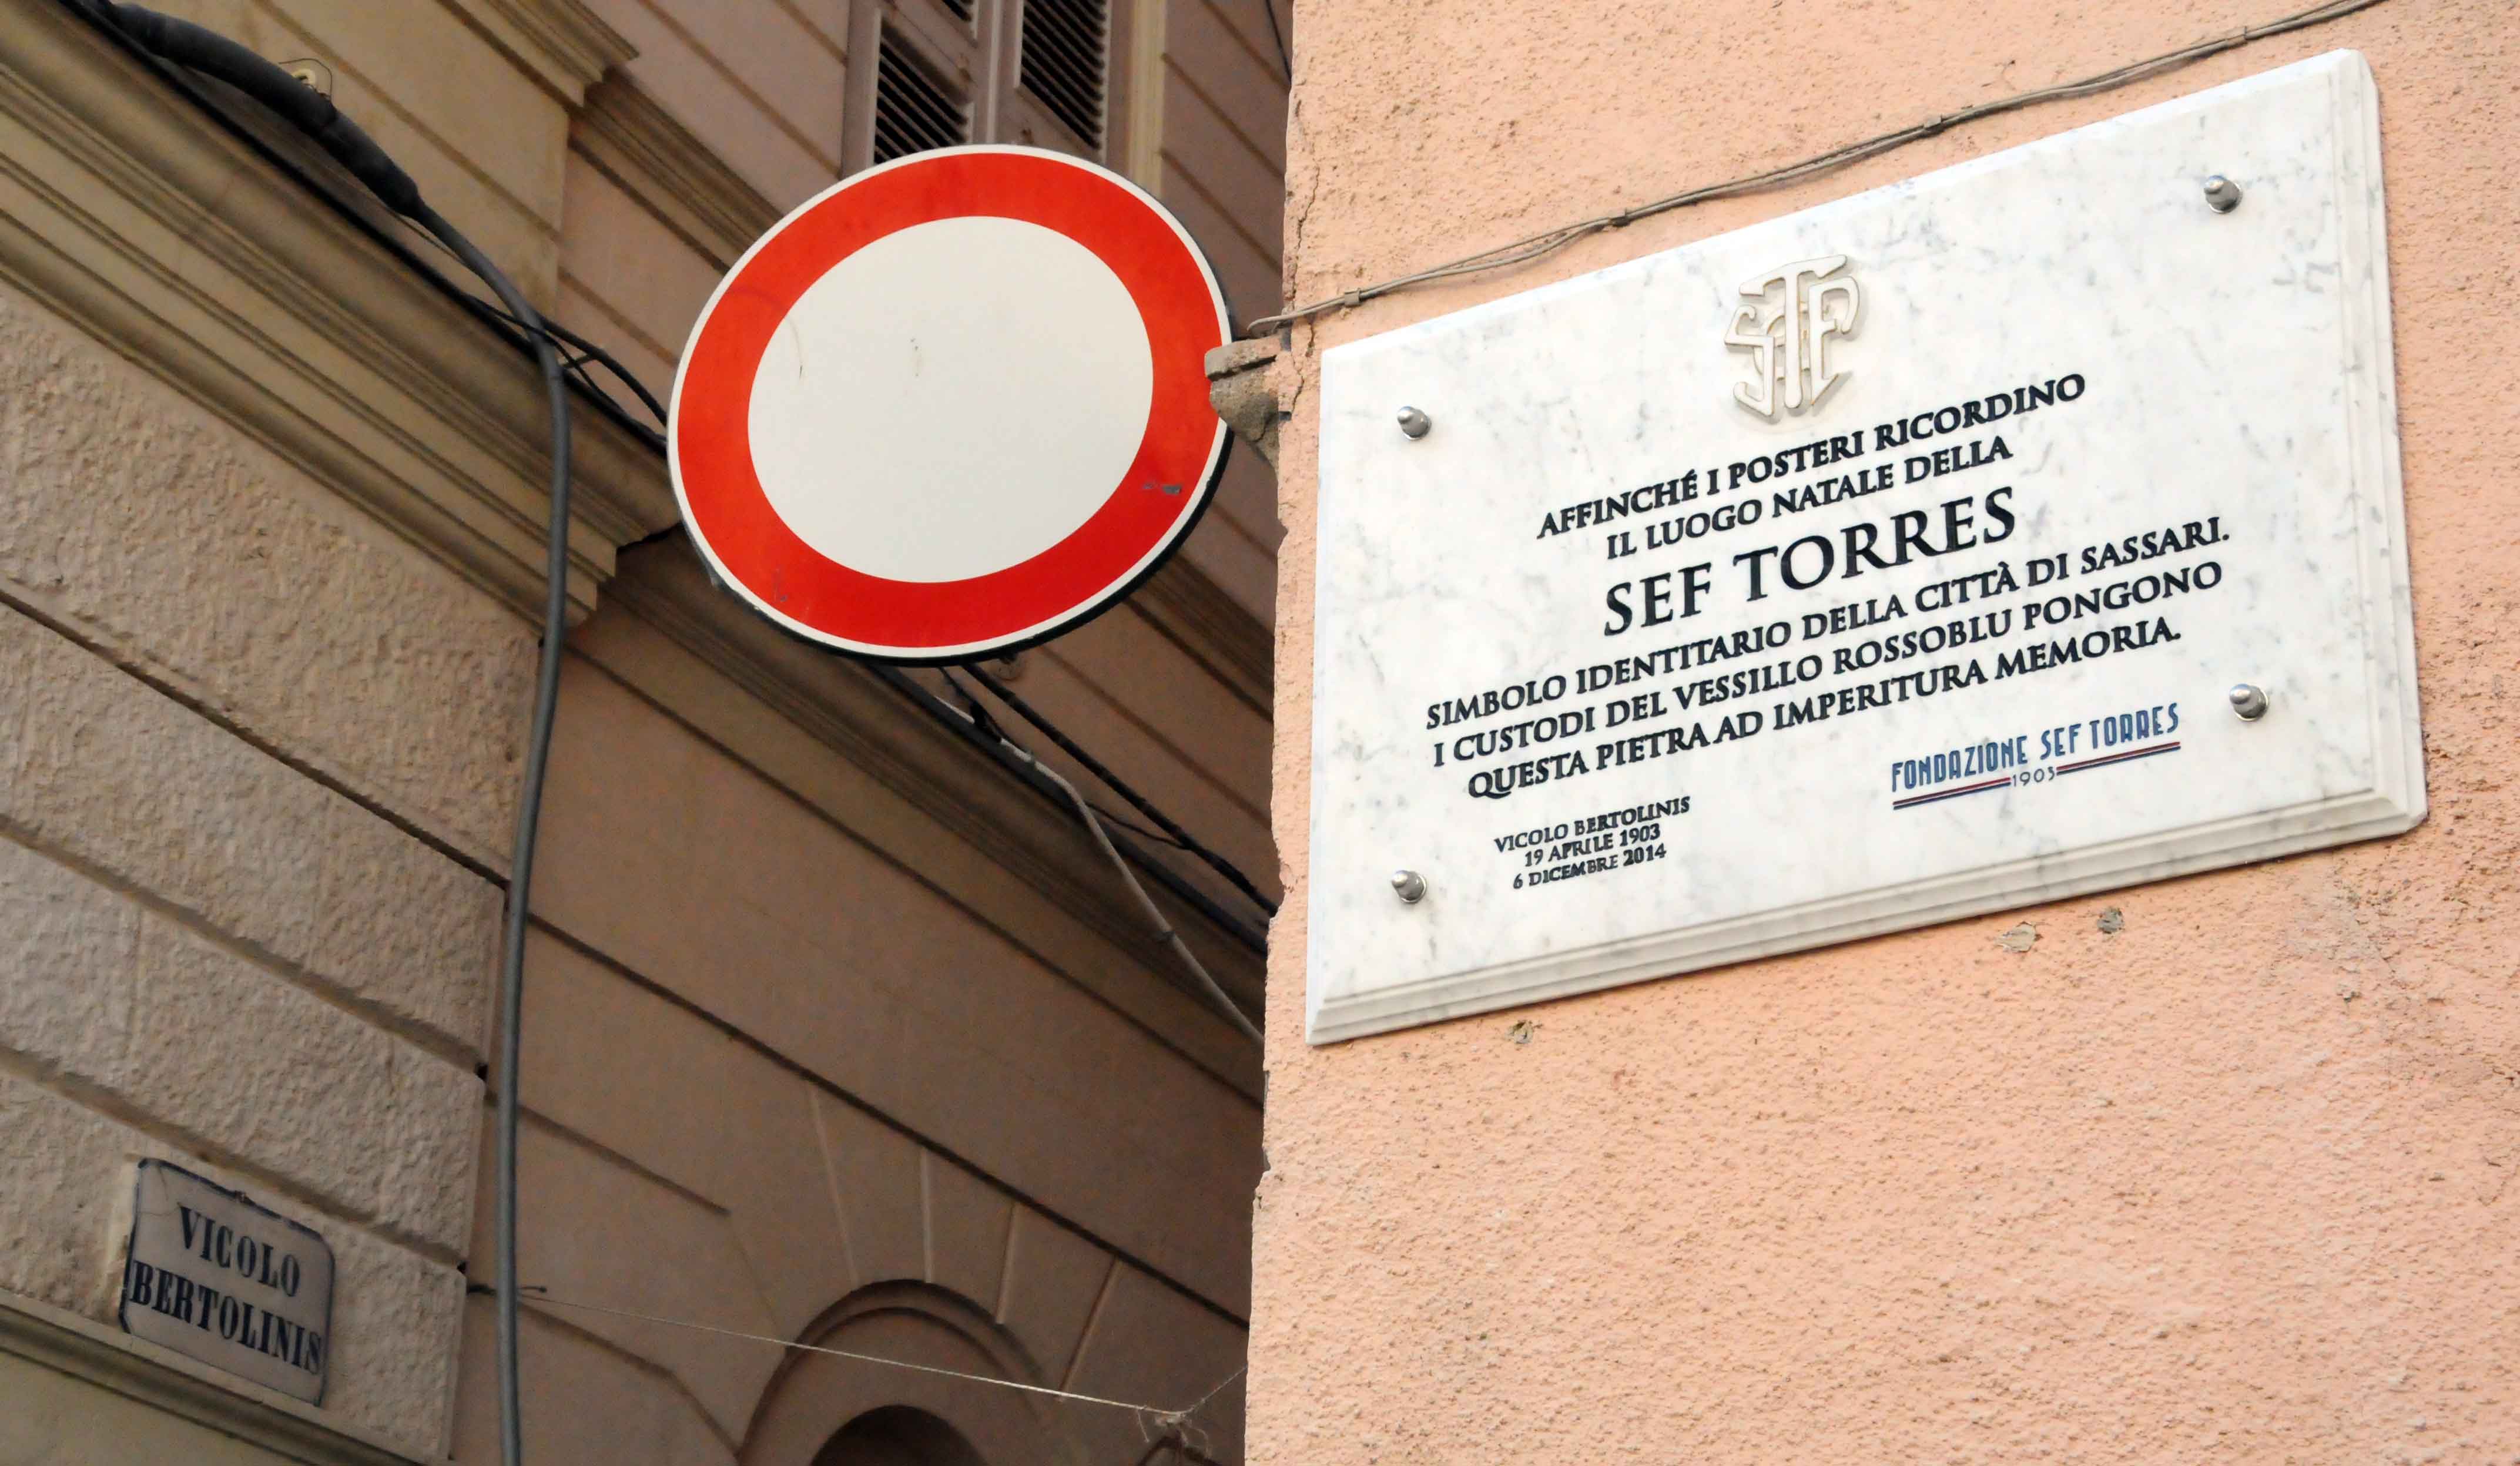 AFFINCHÉ I POSTERI RICORDINO
IL LUOGO NATALE DELLA
SEF TORRES
SIMBOLO IDENTITARIO DELLA CITTÀ DI SASSARI.
I CUSTODI DEL VESSILLO ROSSOBLU PONGONO
QUESTA PIETRA AD IMPERITURA MEMORIA.
FONDAZIONE SEF TORRES
1903
VICOLO BERTOLINIS
19 APRILE 1903
6 DICEMBRE 2014
VICOLO
BERTOLINIS